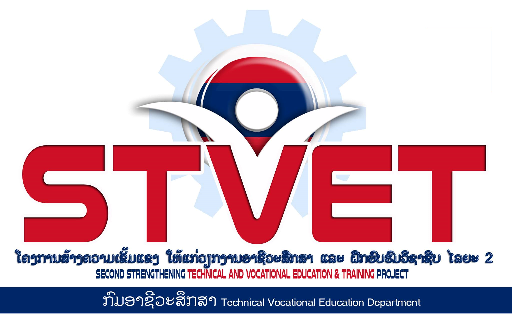 STVET
ໂຄງການສ້າງຄວາມເຂັ້ມແຂງ ໃຫ້ແກ່ວຽກງານອາຊີວະສຶກສາ ແລະ ຝຶກອົບຮົມວິຊາຊີບ ໄລຍະ 2
SECOND STRENGTHENING TECHNICAL AND VOCATIONAL EDUCATION & TRAINING PROJECT
ກົມອາຊີວະສຶກສາ Technical Vocational Education Department